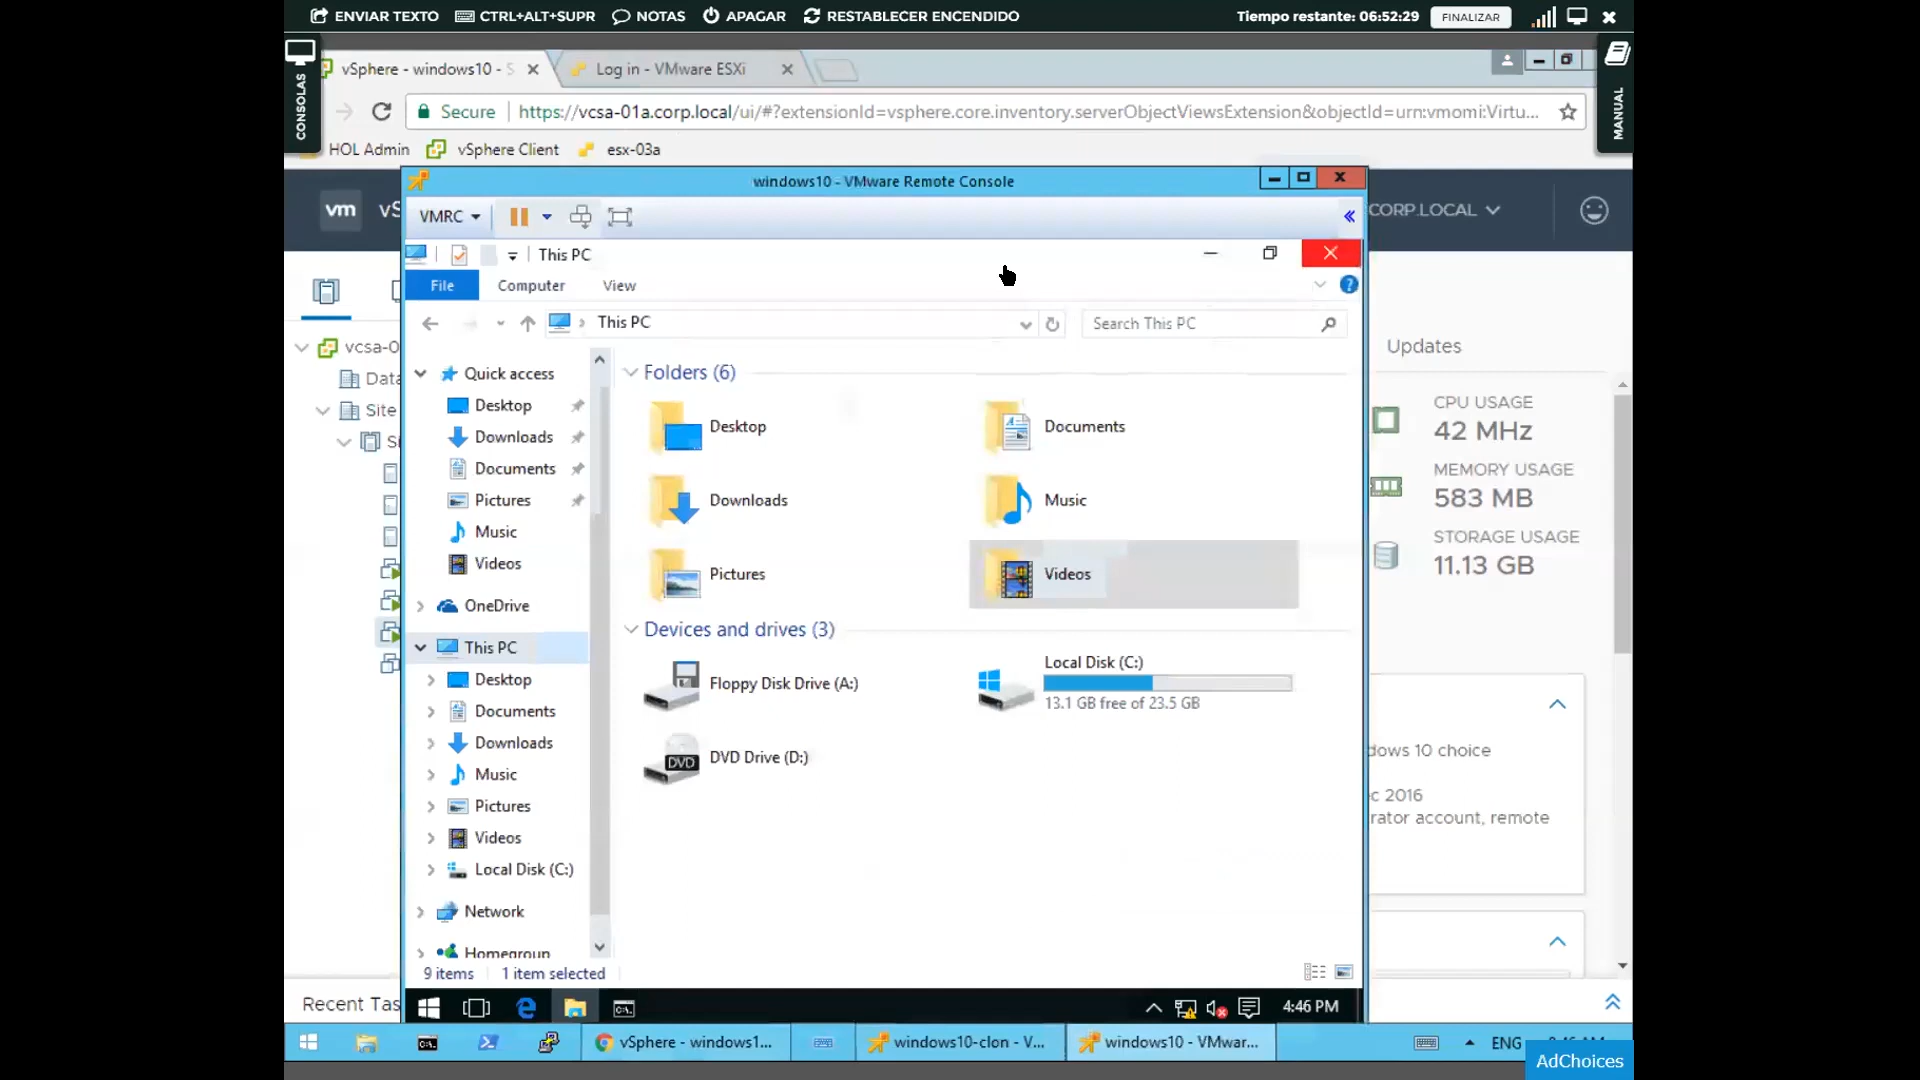 ENVIAR TEXTO CTRL+ALT+SUPR NOTAS APAGAR RESTABLECER ENCENDIDO Tiempo restante: 06:52:29 FINALIZAR
CONSOLAS
MANUAL
vSphere - windows10 - S Log in - VMware ESXi
Secure https://vcsa-01a.corp.local/ui/#?extensionId=vsphere.core.inventory.serverObjectViewsExtension&objectId=urn:vmomi:Virtu...
HOL Admin vSphere Client esx-03a
windows10 - VMware Remote Console
vm vS CORP.LOCAL
VMRC
This PC
File Computer View
This PC Search This PC
Updates
vcsa-0
Data
Site
Si
CPU USAGE
42 MHz
MEMORY USAGE
583 MB
STORAGE USAGE
11.13 GB
Quick access
Desktop
Downloads
Documents
Pictures
Music
Videos
OneDrive
This PC
Desktop
Documents
Downloads
Music
Pictures
Videos
Local Disk (C:)
Network
Homegroup
Folders (6)
Desktop Documents
Downloads Music
Pictures Videos
Devices and drives (3)
Floppy Disk Drive (A:) Local Disk (C:)
13.1 GB free of 23.5 GB
DVD
DVD Drive (D:)
dows 10 choice
c 2016
rator account, remote
9 items 1 item selected
Recent Tas
4:46 PM
vSphere - windows1... windows10-clon - V... windows10 - VMwar... ENG
AdChoices